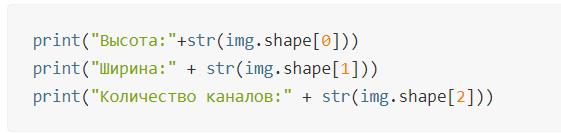 print("Высота:"+str(img.shape[0]))
print("Ширина:" + str(img.shape[1]))
print("Количество каналов:" + str(img.shape[2]))